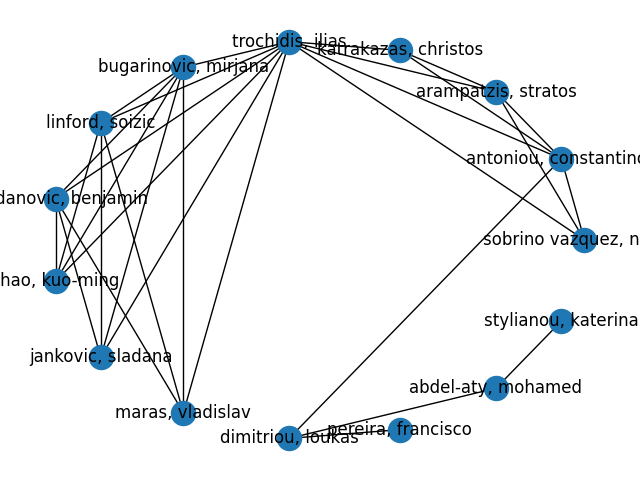 trochidis, ilias
katrakazas, christos
bugarinovic, mirjana
arampatzis, stratos
linford, soizic
antoniou, constantino
danovic, benjamin
sobrino vazquez, n
hao, kuo-ming
stylianou, katerina
jankovic, sladana
abdel-aty, mohamed
maras, vladislav
pereira, francisco
dimitriou, loukas